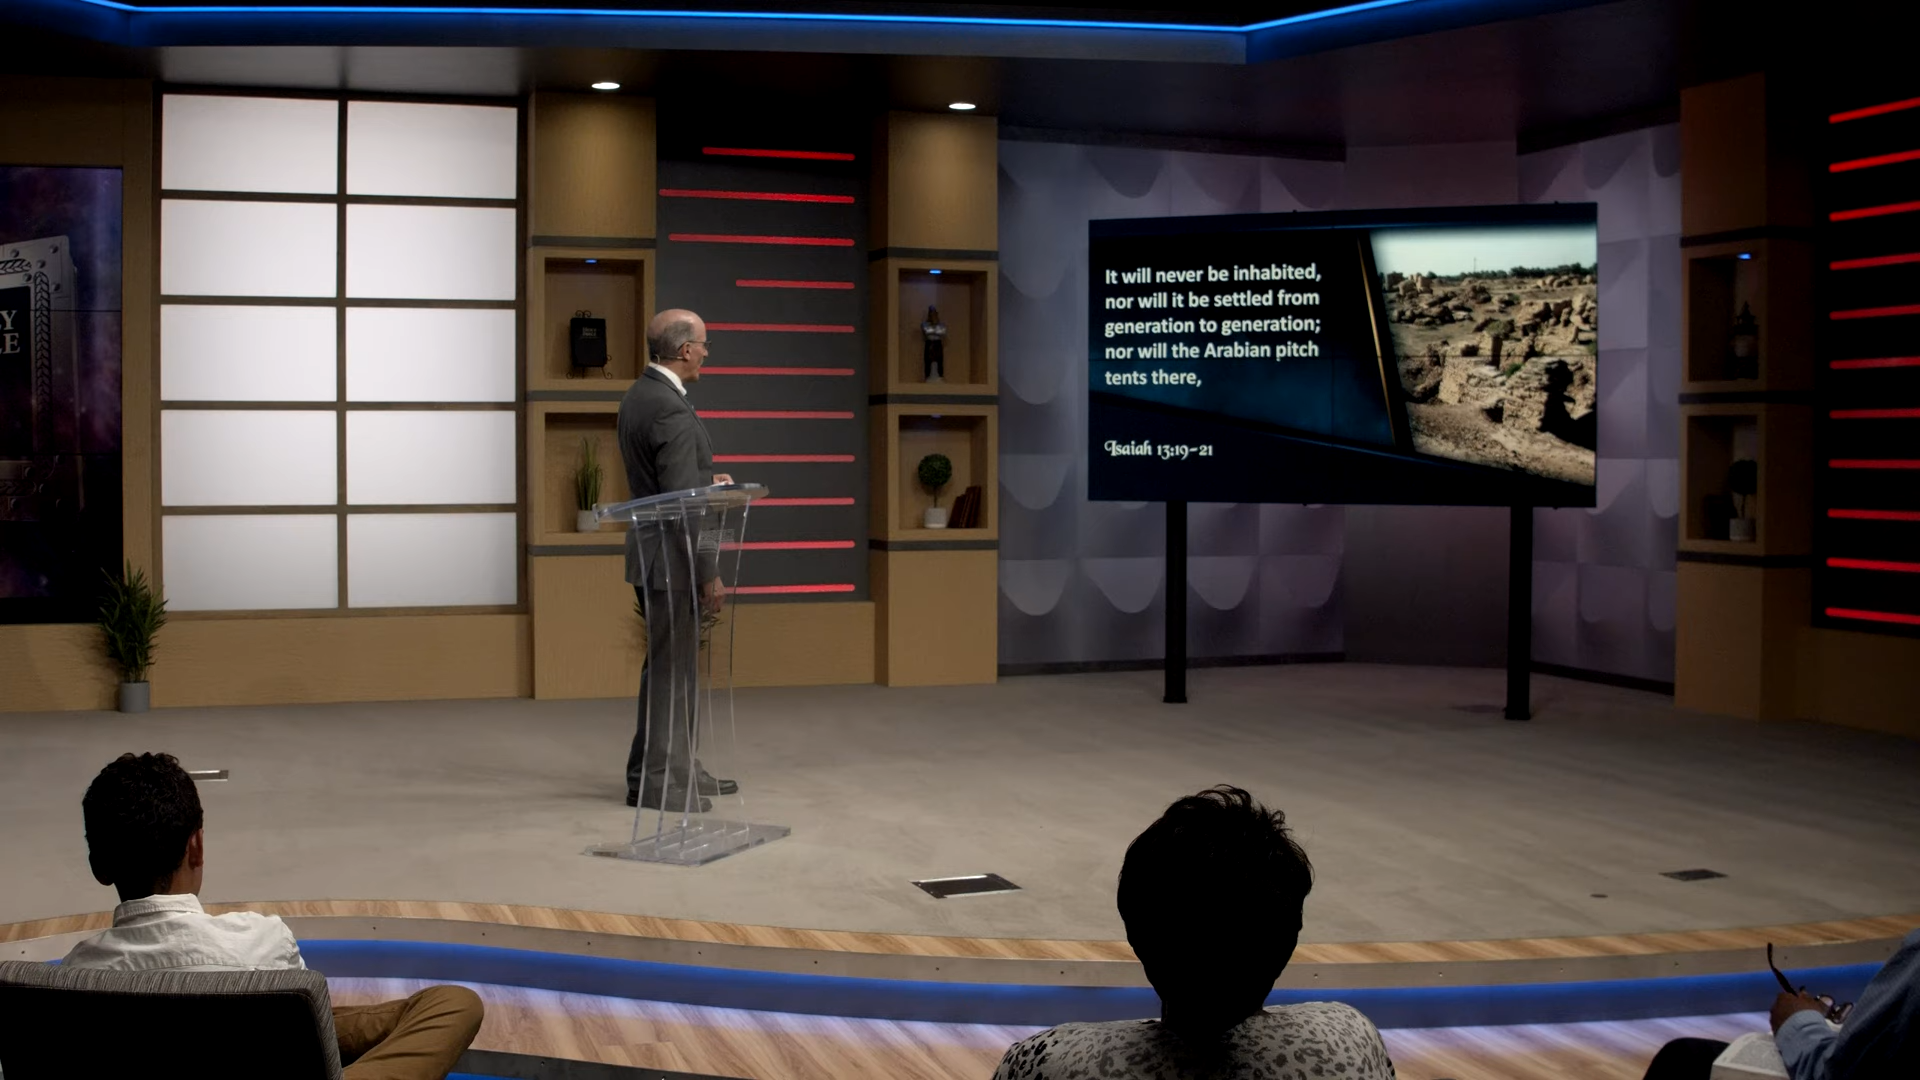 It will never be inhabited,
nor will it be settled from
generation to generation;
nor will the Arabian pitch
tents there,
Isaiah 13:19-21